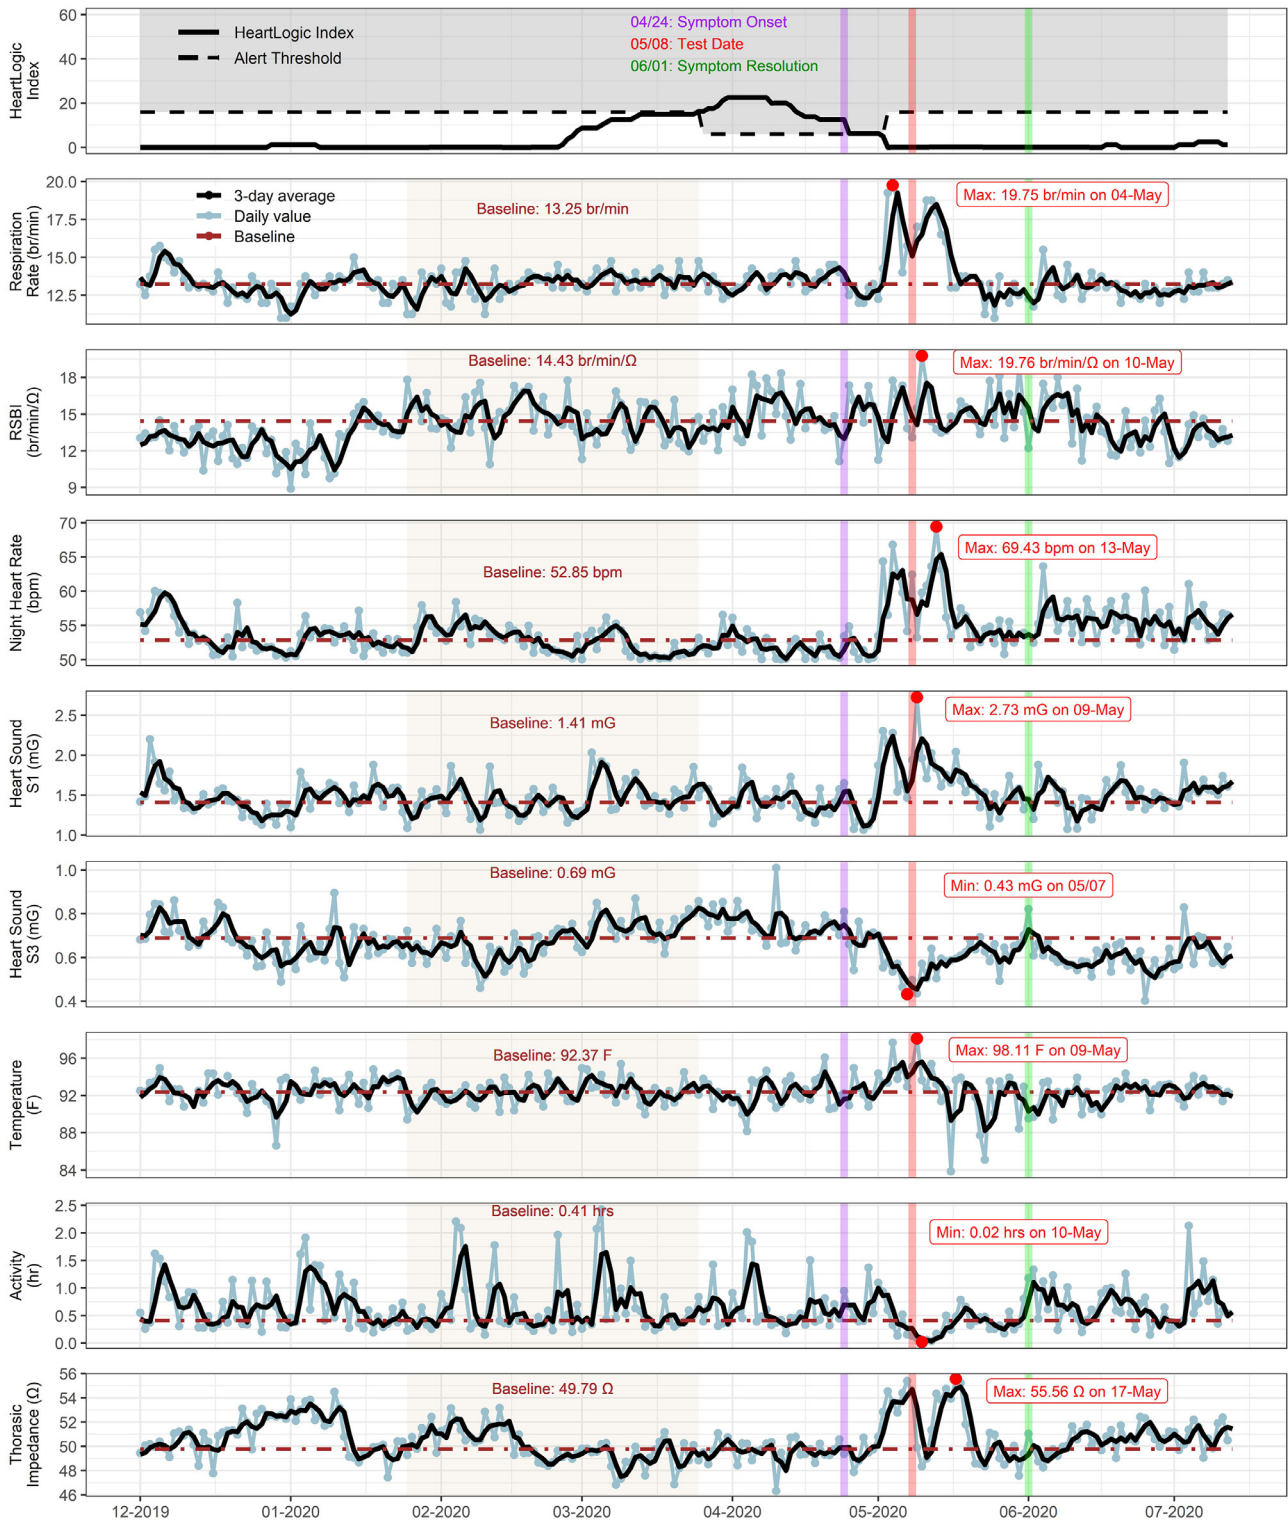 HeartLogic
Index
60
40
20
0
HeartLogic Index
Alert Threshold
04/24: Symptom Onset
05/08: Test Date
06/01: Symptom Resolution
Respiration
Rate (br/min)
20.0
17.5
15.0
12.5
3-day average
Daily value
Baseline
Baseline: 13.25 br/min
Max: 19.75 br/min on 04-May
RSBI
(br/min/Ω)
18
15
12
9
Baseline: 14.43 br/min/Ω
Max: 19.76 br/min/Ω on 10-May
Night Heart Rate
(bpm)
70
65
60
55
50
Baseline: 52.85 bpm
Max: 69.43 bpm on 13-May
Heart Sound
S1 (mG)
2.5
2.0
1.5
1.0
Baseline: 1.41 mG
Max: 2.73 mG on 09-May
Heart Sound
S3 (mG)
1.0
0.8
0.6
0.4
Baseline: 0.69 mG
Min: 0.43 mG on 05/07
Temperature
(F)
96
92
88
84
Baseline: 92.37 F
Max: 98.11 F on 09-May
Activity
(hr)
2.5
2.0
1.5
1.0
0.5
0.0
Baseline: 0.41 hrs
Min: 0.02 hrs on 10-May
Thorasic
Impedance (Ω)
56
54
52
50
48
46
Baseline: 49.79 Ω
Max: 55.56 Ω on 17-May
12-2019
01-2020
02-2020
03-2020
04-2020
05-2020
06-2020
07-2020